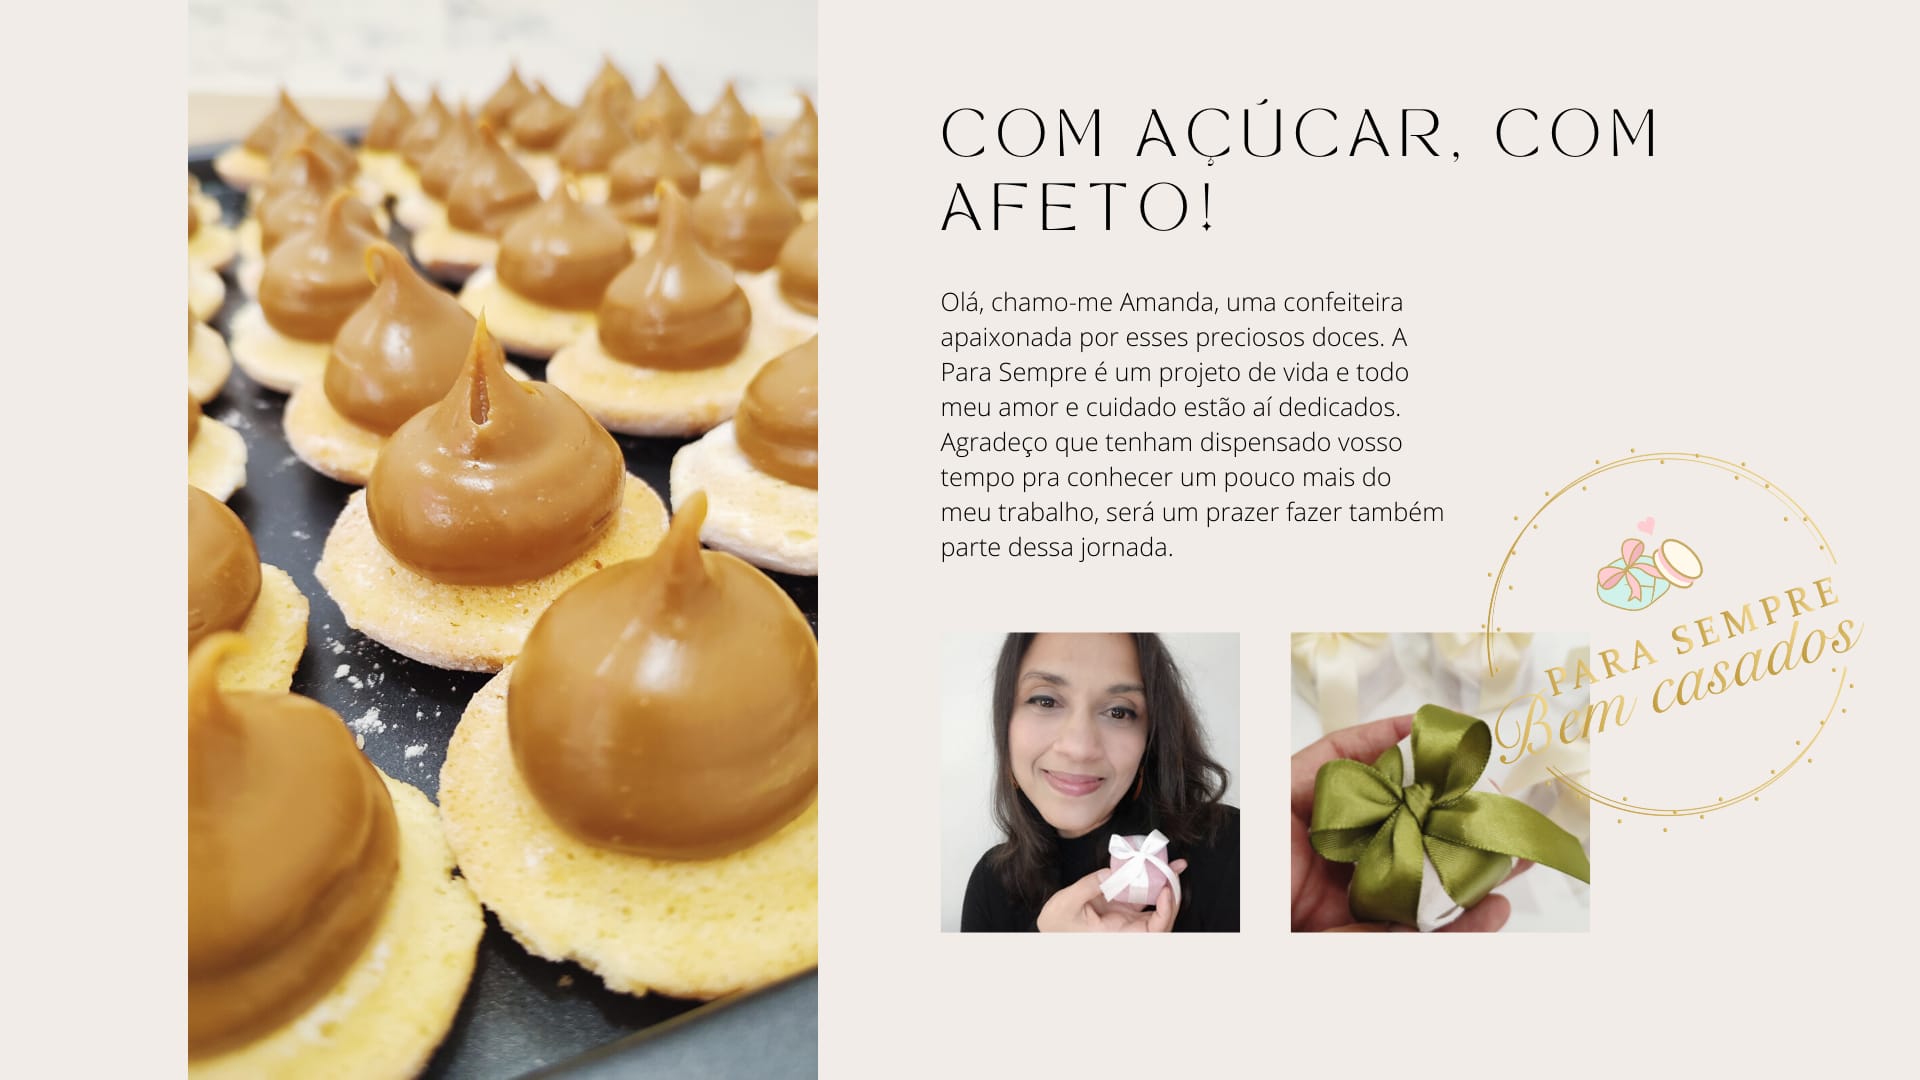 COM AÇÚCAR, COM
AFETO!
Olá, chamo-me Amanda, uma confeiteira
apaixonada por esses preciosos doces. A
Para Sempre é um projeto de vida e todo
meu amor e cuidado estão aí dedicados.
Agradeço que tenham dispensado vosso
tempo pra conhecer um pouco mais do
meu trabalho, será um prazer fazer também
parte dessa jornada.
PARA SEMPRE
Bem casados